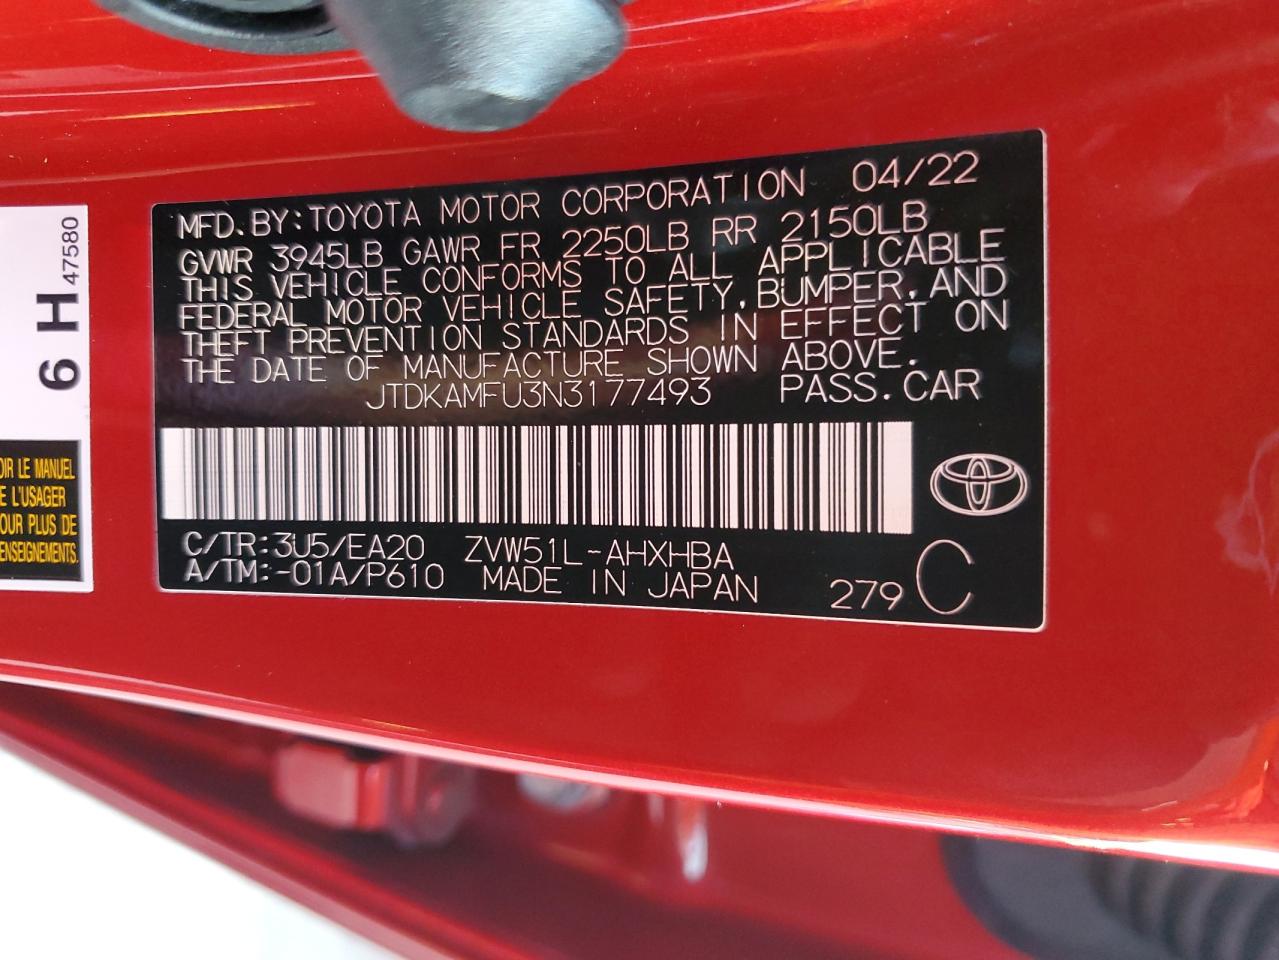 MFD.BY:TOYOTA MOTOR CORPORATION 04/22
GVWR 3945LB GAWR FR 2250LB RR 2150LB
THIS VEHICLE CONFORMS TO ALL APPLICABLE
FEDERAL MOTOR VEHICLE SAFETY,BUMPER,AND
THEFT PREVENTION STANDARDS IN EFFECT ON
THE DATE OF MANUFACTURE SHOWN ABOVE.
JTDKAMFU3N3177493 PASS.CAR
C/TR:3U5/EA20 ZVW51L-AHXHBA
A/TM:-01A/P610 MADE IN JAPAN 279 C
6 H 47580
LE MANUEL
L'USAGER
PLUS DE